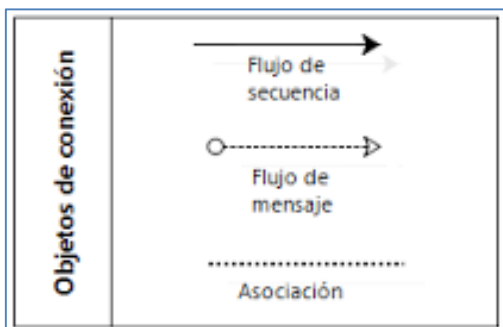 Objetos de conexión
Flujo de
secuencia
Flujo de
mensaje
Asociación